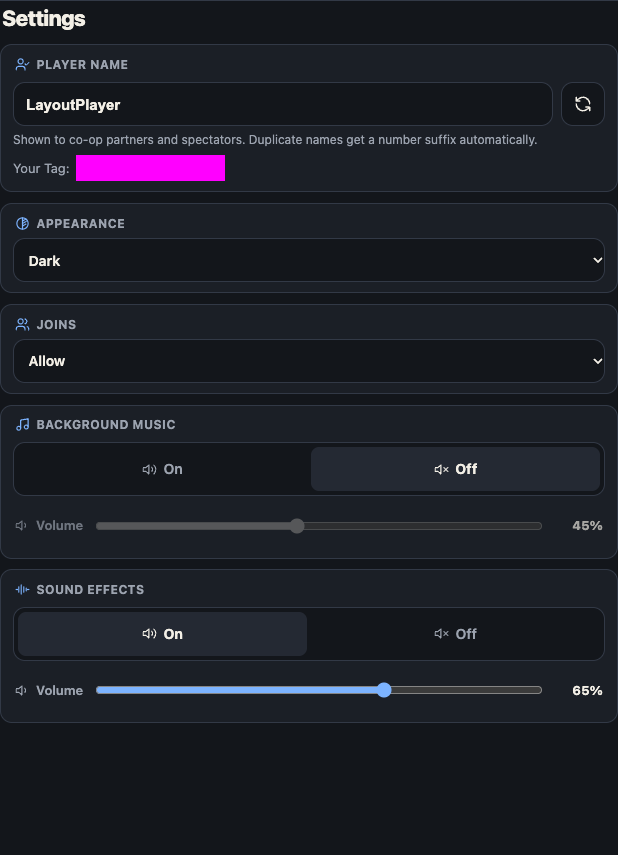 Settings
PLAYER NAME
LayoutPlayer
Shown to co-op partners and spectators. Duplicate names get a number suffix automatically.
Your Tag:
APPEARANCE
Dark
JOINS
Allow
BACKGROUND MUSIC
On Off
Volume 45%
SOUND EFFECTS
On Off
Volume 65%